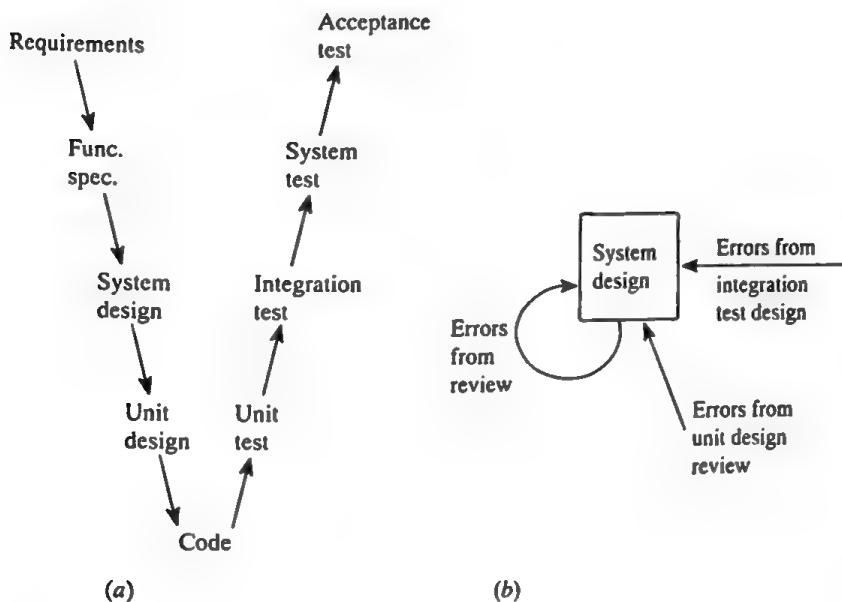 Requirements
Func.
spec.
System
design
Unit
design
Code
Unit
test
Integration
test
System
test
Acceptance
test
(a)
System
design
Errors
from
review
Errors from
integration
test design
Errors from
unit design
review
(b)